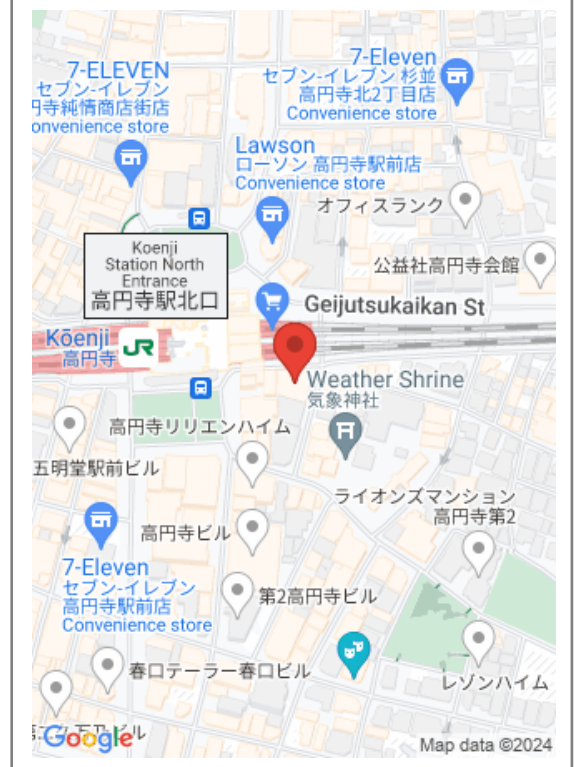 7-ELEVEN
セブン-イレブン
円寺純情商店街店
onvenience store
7-Eleven
セブン-イレブン 杉並
高円寺北2丁目店
Convenience store
Lawson
ローソン 高円寺駅前店
Convenience store
オフィスランク
Koenji
Station North
Entrance
高円寺駅北口
公益社高円寺会館
Geijutsukaikan St
Kōenji
高円寺
JR
Weather Shrine
気象神社
高円寺リリエンハイム
五明堂駅前ビル
ライオンズマンション
高円寺第2
高円寺ビル
7-Eleven
セブン-イレブン
高円寺駅前店
Convenience store
第2高円寺ビル
春口テーラー春口ビル
レゾンハイム
Google
Map data ©2024